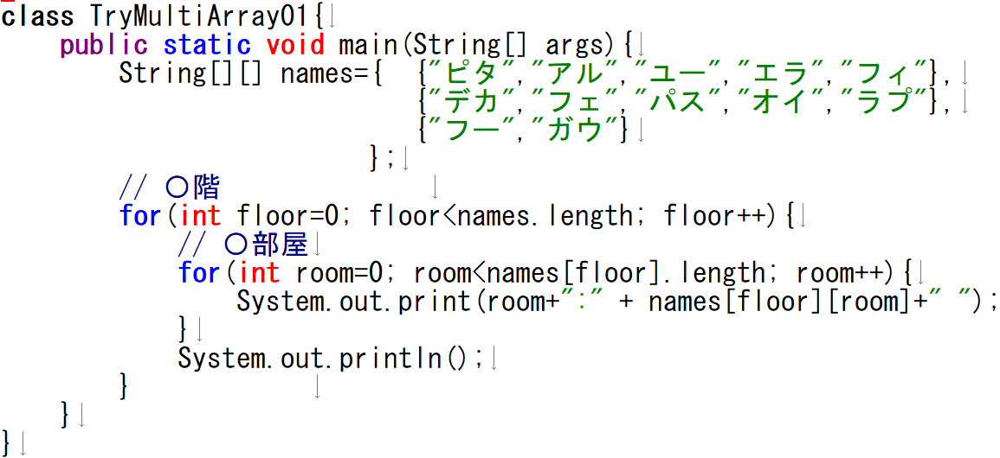 class TryMultiArray01{↓
    public static void main(String[] args){↓
        String[][] names={  {"ピタ","アル","ユー","エラ","フィ"},↓
                            {"デカ","フェ","パス","オイ","ラプ"},↓
                            {"フー","ガウ"}↓
                         };↓
        // 〇階              ↓
        for(int floor=0; floor<names.length; floor++){↓
            // 〇部屋↓
            for(int room=0; room<names[floor].length; room++){↓
                System.out.print(room+":" + names[floor][room]+" ");
            }↓
            System.out.println();↓
        }            ↓
    }↓
}↓